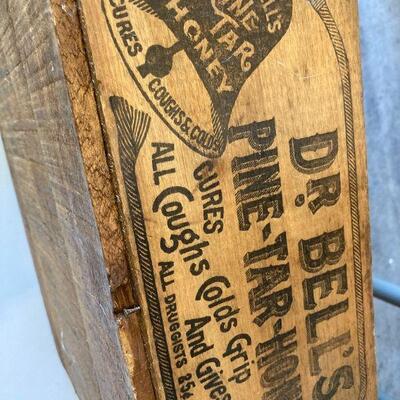 TAR
HONEY
CURES
COUGHS & COLDS
DR. BELL'S
PINE-TAR-HON
CURES
ALL Coughs Colds Grip
And Gives
ALL DRUGGISTS 25¢